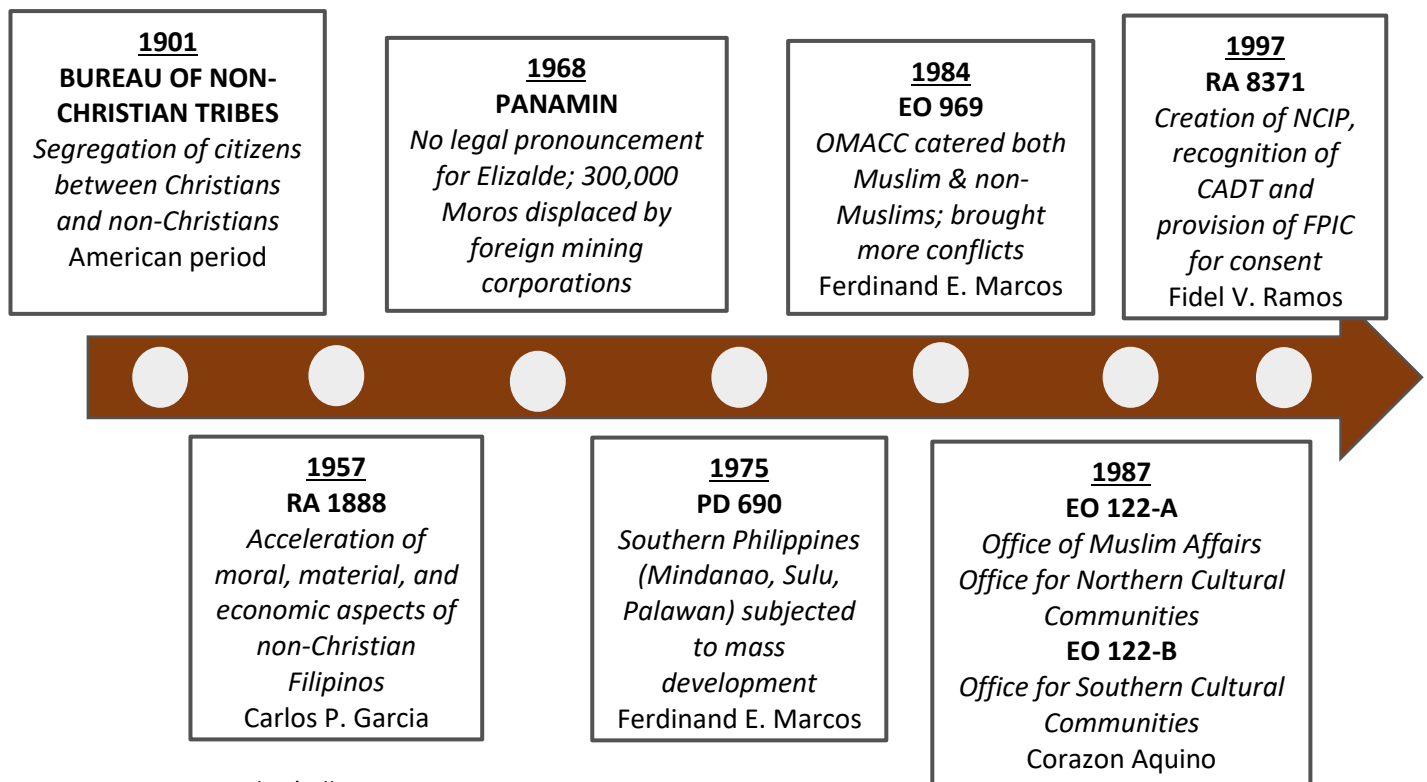 1901
BUREAU OF NON-
CHRISTIAN TRIBES
Segregation of citizens
between Christians
and non-Christians
American period
1968
PANAMIN
No legal pronouncement
for Elizalde; 300,000
Moros displaced by
foreign mining
corporations
1984
EO 969
OMACC catered both
Muslim & non-
Muslims; brought
more conflicts
Ferdinand E. Marcos
1997
RA 8371
Creation of NCIP,
recognition of
CADT and
provision of FPIC
for consent
Fidel V. Ramos
1957
RA 1888
Acceleration of
moral, material, and
economic aspects of
non-Christian
Filipinos
Carlos P. Garcia
1975
PD 690
Southern Philippines
(Mindanao, Sulu,
Palawan) subjected
to mass
development
Ferdinand E. Marcos
1987
EO 122-A
Office of Muslim Affairs
Office for Northern Cultural
Communities
EO 122-B
Office for Southern Cultural
Communities
Corazon Aquino